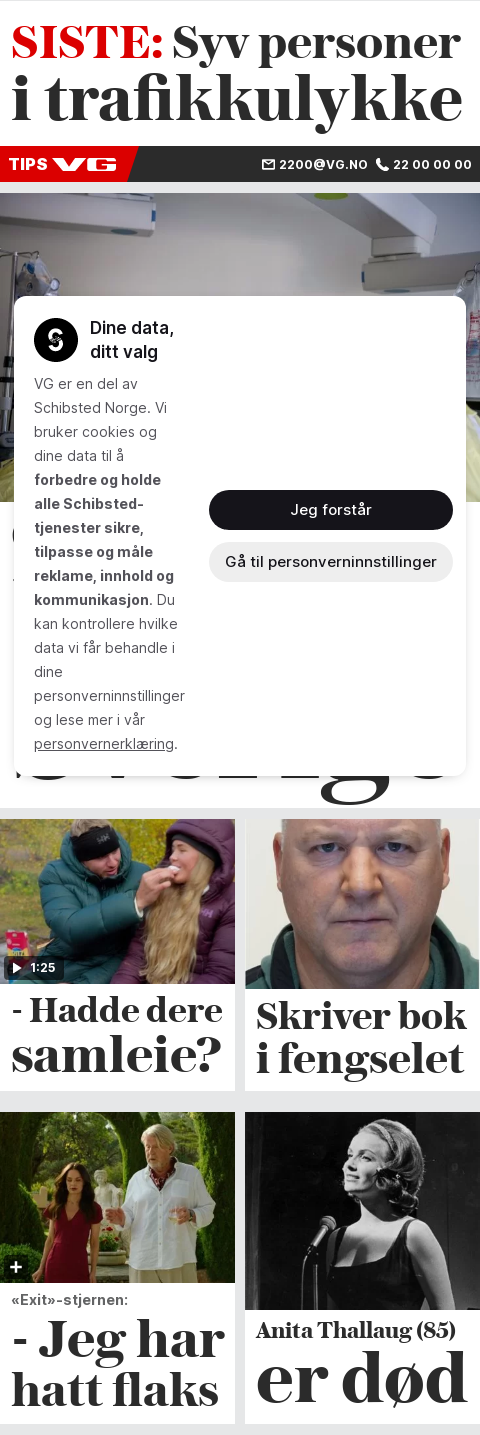 SISTE: Syv personer
i trafikkulykke
TIPS VG
2200@VG.NO 22 00 00 00
Dine data,
ditt valg
VG er en del av
Schibsted Norge. Vi
bruker cookies og
dine data til å
forbedre og holde
alle Schibsted-
tjenester sikre,
tilpasse og måle
reklame, innhold og
kommunikasjon. Du
kan kontrollere hvilke
data vi får behandle i
dine
personverninnstillinger
og lese mer i vår
personvernerklæring.
Jeg forstår
Gå til personverninnstillinger
1:25
- Hadde dere
samleie?
Skriver bok
i fengselet
«Exit»-stjernen:
- Jeg har
hatt flaks
Anita Thallaug (85)
er død